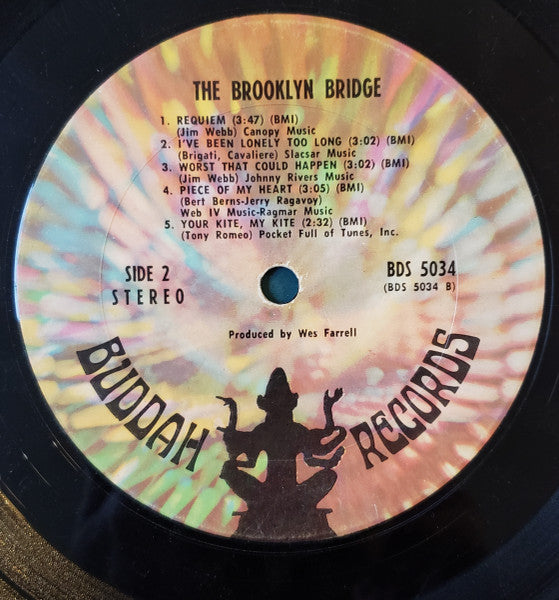 THE BROOKLYN BRIDGE
1. REQUIEM (3:47) (BMI)
(Jim Webb) Canopy Music
2. I'VE BEEN LONELY TOO LONG (3:02) (BMI)
(Brigati, Cavaliere) Slacsar Music
3. WORST THAT COULD HAPPEN (3:02) (BMI)
(Jim Webb) Johnny Rivers Music
4. PIECE OF MY HEART (3:05) (BMI)
(Bert Berns-Jerry Ragavoy)
Web IV Music-Ragmar Music
5. YOUR KITE, MY KITE (2:32) (BMI)
(Tony Romeo) Pocket Full of Tunes, Inc.
SIDE 2
STEREO
BDS 5034
(BDS 5034 B)
Produced by Wes Farrell
BUDDAH RECORDS